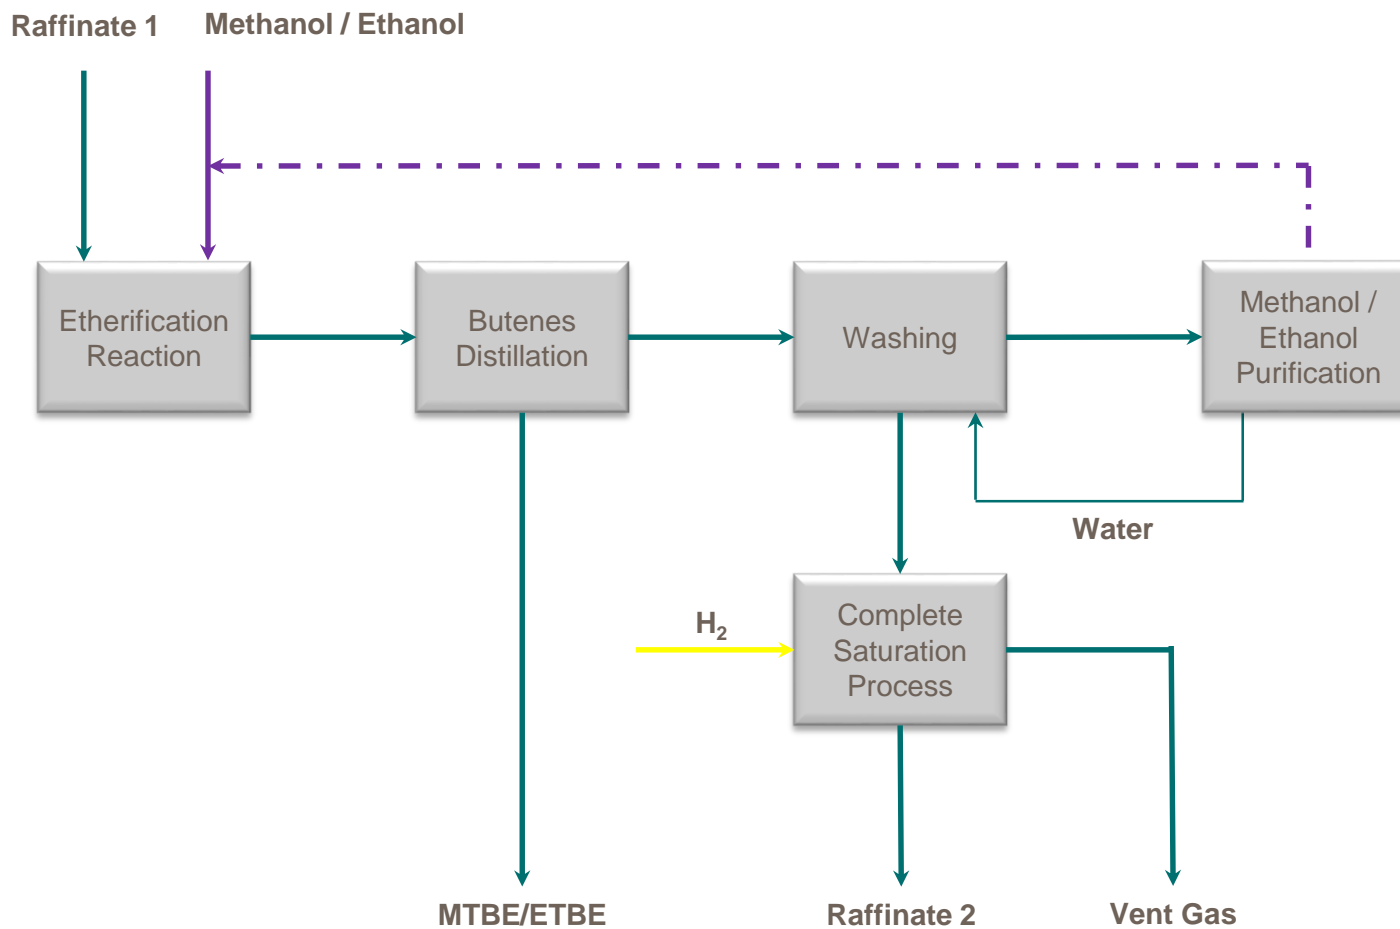 Raffinate 1
Methanol / Ethanol
Etherification
Reaction
Butenes
Distillation
Washing
Methanol /
Ethanol
Purification
Water
H₂
Complete
Saturation
Process
MTBE/ETBE
Raffinate 2
Vent Gas